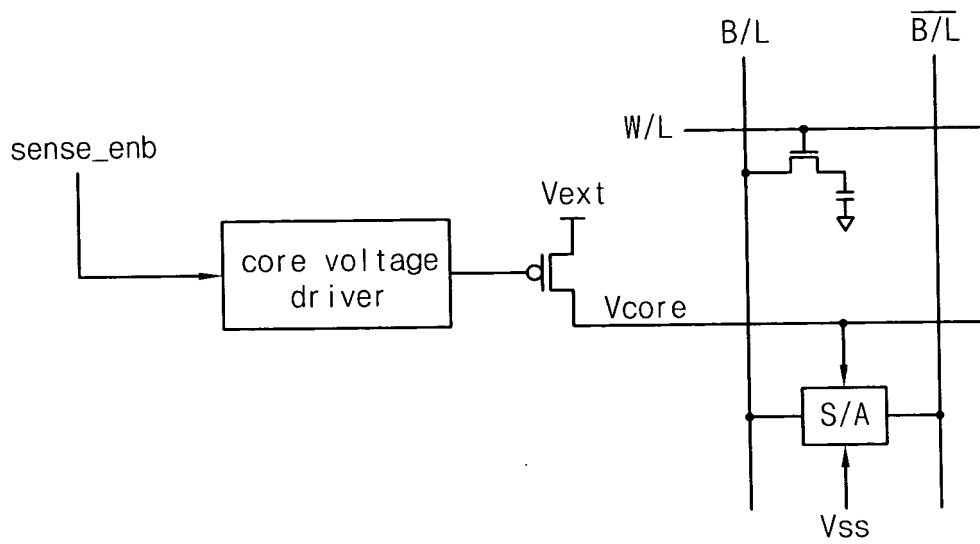 B/L
B/L
W/L
sense_enb
Vext
core voltage
driver
Vcore
S/A
Vss